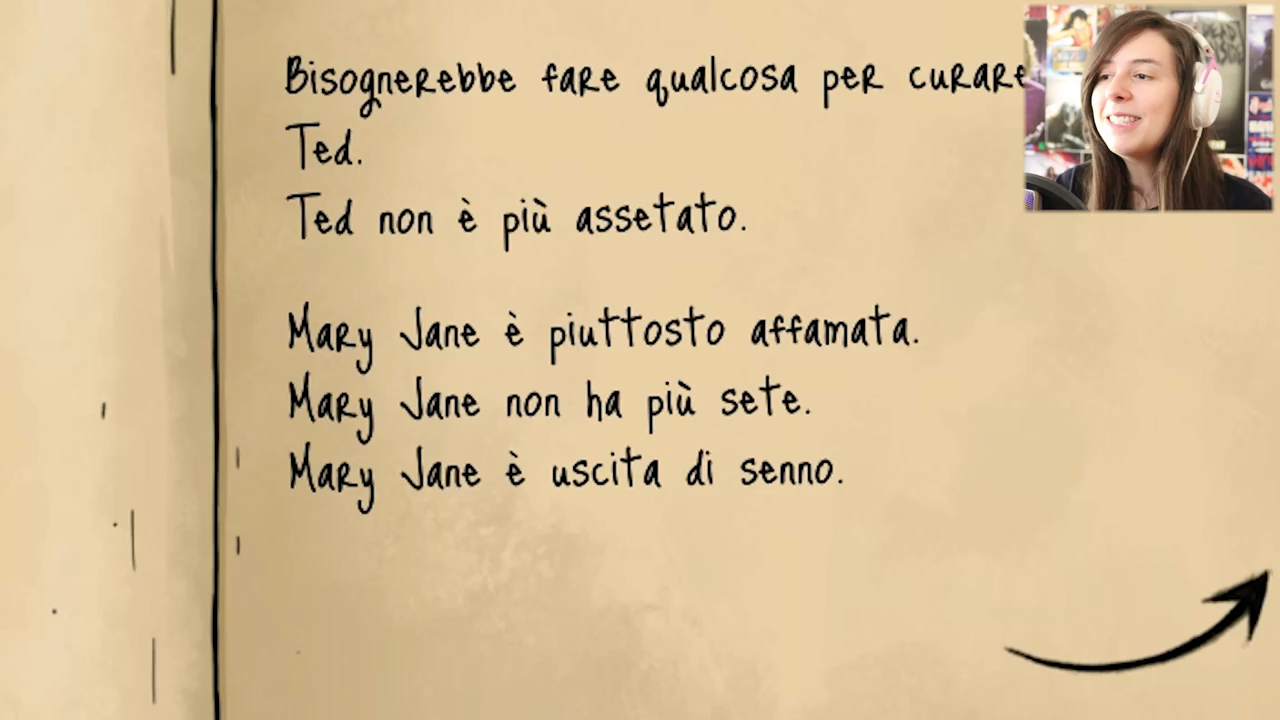 Bisognerebbe fare qualcosa per curare
Ted.
Ted non è più assetato.
Mary Jane è piuttosto affamata.
Mary Jane non ha più sete.
Mary Jane è uscita di senno.